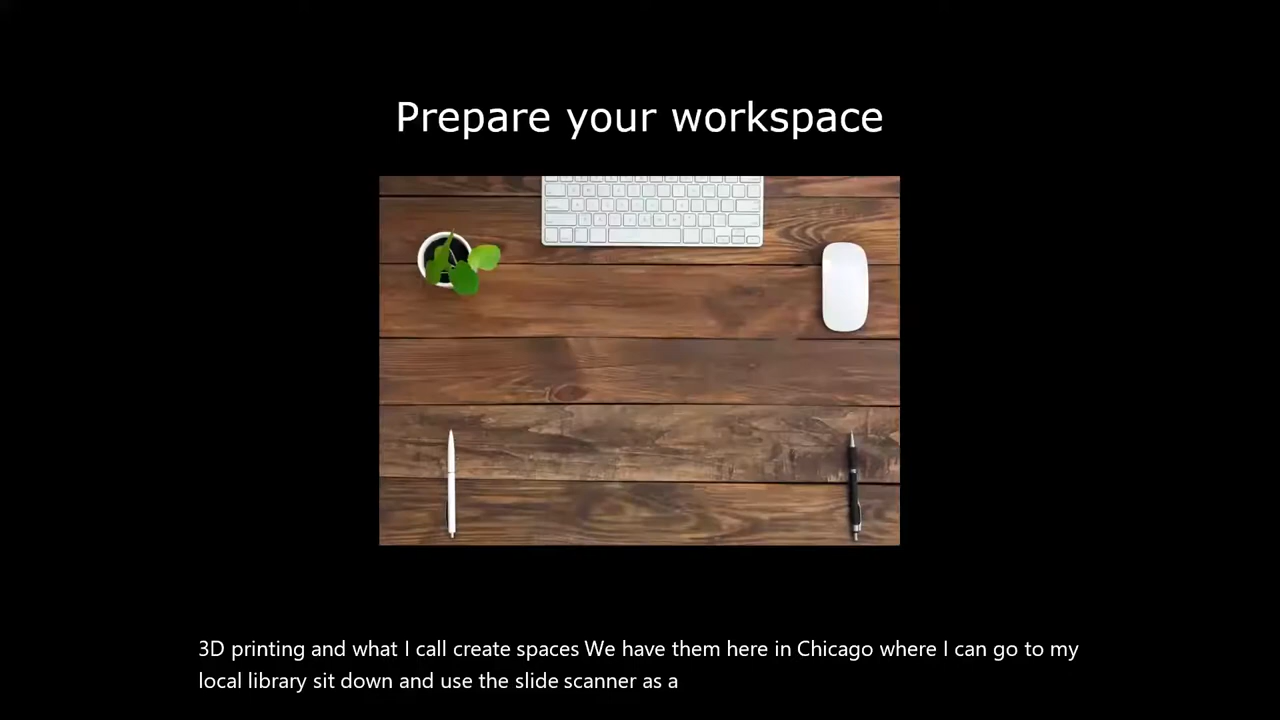 Prepare your workspace
3D printing and what I call create spaces We have them here in Chicago where I can go to my
local library sit down and use the slide scanner as a